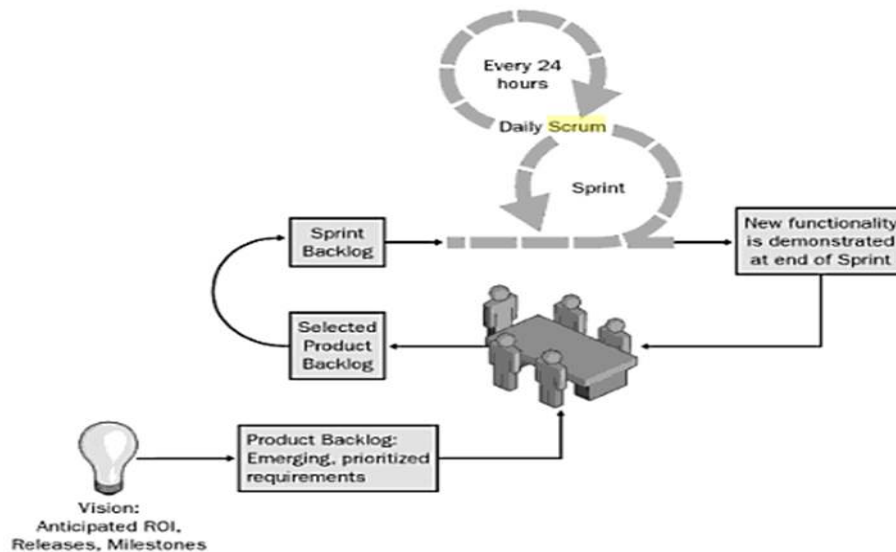 Every 24
hours
Daily Scrum
Sprint
Sprint
Backlog
New functionality
is demonstrated
at end of Sprint
Selected
Product
Backlog
Product Backlog:
Emerging, prioritized
requirements
Vision:
Anticipated ROI,
Releases, Milestones